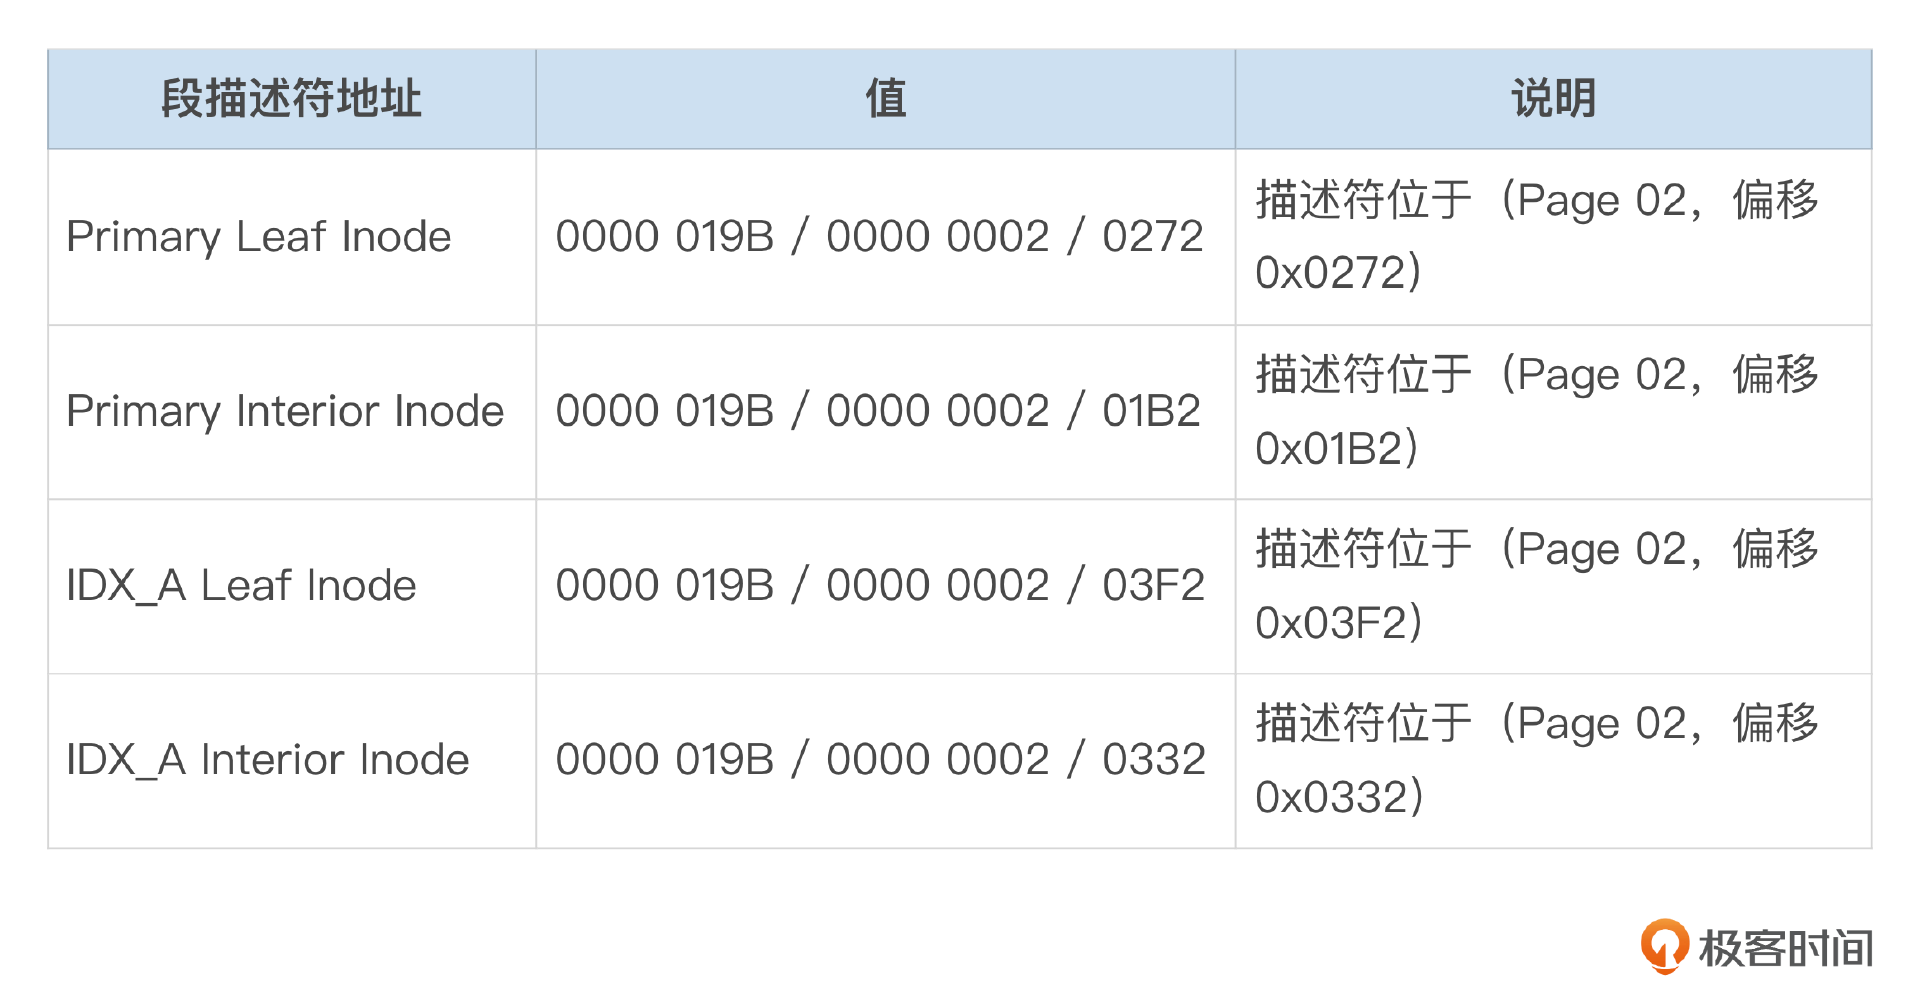 段描述符地址 值 说明
Primary Leaf Inode 0000 019B / 0000 0002 / 0272 描述符位于（Page 02，偏移
0x0272）
Primary Interior Inode 0000 019B / 0000 0002 / 01B2 描述符位于（Page 02，偏移
0x01B2）
IDX_A Leaf Inode 0000 019B / 0000 0002 / 03F2 描述符位于（Page 02，偏移
0x03F2）
IDX_A Interior Inode 0000 019B / 0000 0002 / 0332 描述符位于（Page 02，偏移
0x0332）
极客时间